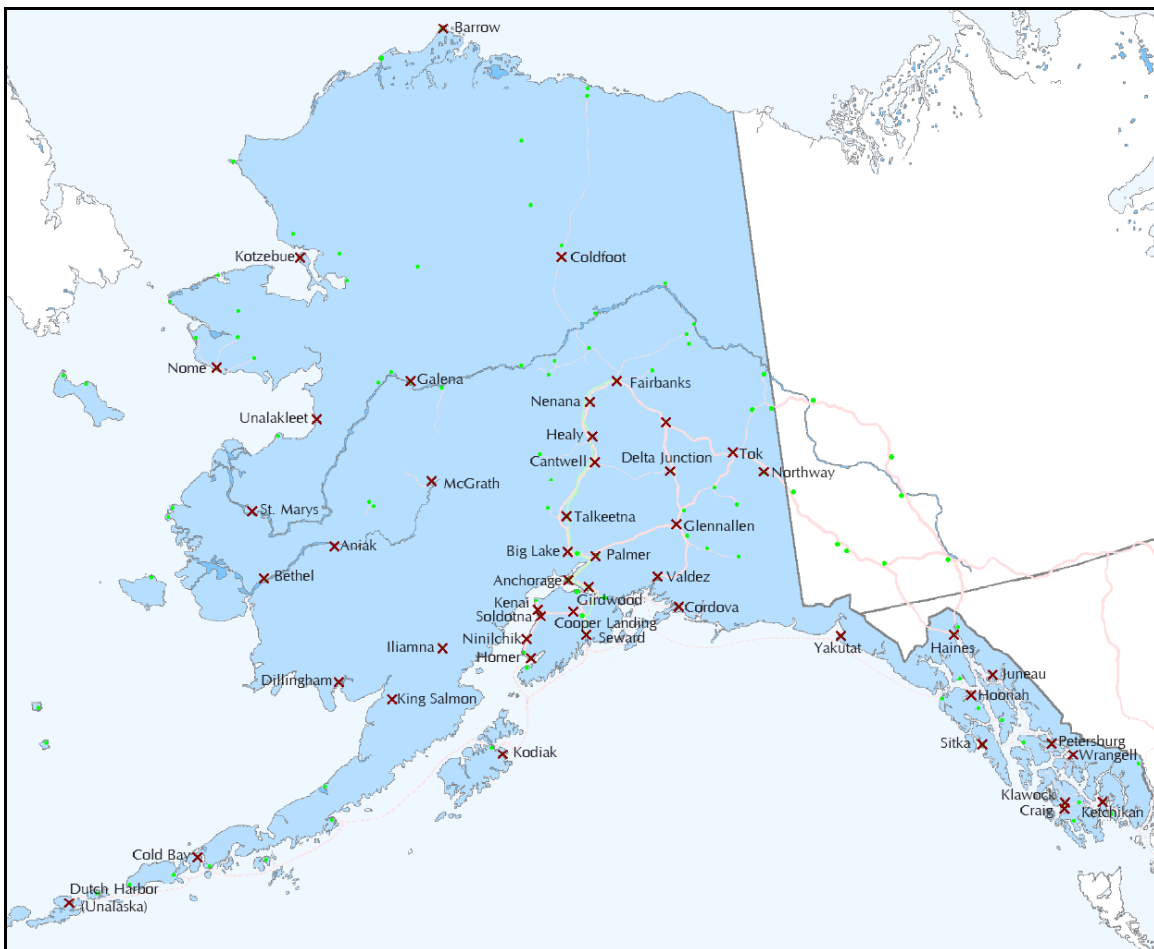 Barrow
Kotzebue
Coldfoot
Nome
Galena
Fairbanks
Nenana
Unalakleet
Healy
Cantwell
Delta Junction
Tok
Northway
McGrath
St. Marys
Talkeetna
Glennallen
Aniak
Big Lake
Palmer
Bethel
Anchorage
Valdez
Girdwood
Kenai
Cordova
Soldotna
Cooper Landing
Ninilchik
Seward
Iliamna
Homer
Yakutat
Haines
Dillingham
Juneau
King Salmon
Hoonah
Kodiak
Sitka
Petersburg
Wrangell
Klawock
Craig
Ketchikan
Cold Bay
Dutch Harbor
(Unalaska)